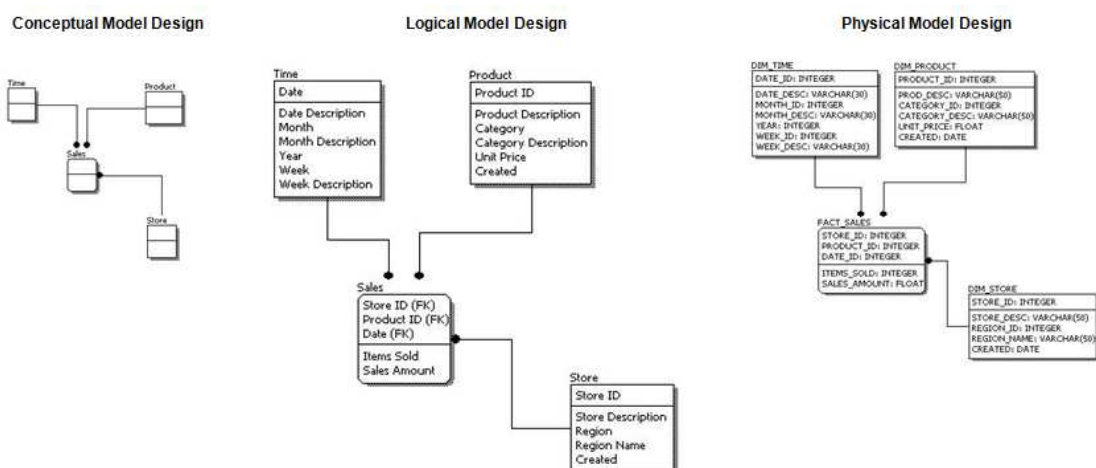 Conceptual Model Design
Logical Model Design
Physical Model Design
Time
Product
Sales
Store
Time
Date
Date Description
Month
Month Description
Year
Week
Week Description
Product
Product ID
Product Description
Category
Category Description
Unit Price
Created
Sales
Store ID (FK)
Product ID (FK)
Date (FK)
Items Sold
Sales Amount
Store
Store ID
Store Description
Region
Region Name
Created
DIM_TIME
DATE_ID: INTEGER
DATE_DESC: VARCHAR(30)
MONTH_ID: INTEGER
MONTH_DESC: VARCHAR(30)
YEAR: INTEGER
WEEK_ID: INTEGER
WEEK_DESC: VARCHAR(30)
DIM_PRODUCT
PRODUCT_ID: INTEGER
PROD_DESC: VARCHAR(50)
CATEGORY_ID: INTEGER
CATEGORY_DESC: VARCHAR(50)
UNIT_PRICE: FLOAT
CREATED: DATE
FACT_SALES
STORE_ID: INTEGER
PRODUCT_ID: INTEGER
DATE_ID: INTEGER
ITEMS_SOLD: INTEGER
SALES_AMOUNT: FLOAT
DIM_STORE
STORE_ID: INTEGER
STORE_DESC: VARCHAR(50)
REGION_ID: INTEGER
REGION_NAME: VARCHAR(50)
CREATED: DATE